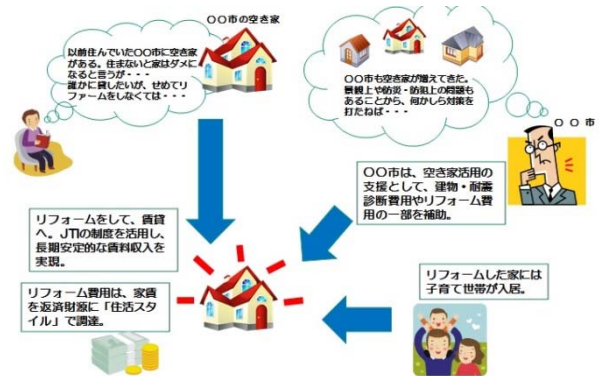 〇〇市の空き家
以前住んでいた〇〇市に空き家
がある。住まないと家はダメに
なると言うが・・・
誰かに貸したいが、せめてリ
ファームをしなくては・・・
〇〇市も空き家が増えてきた。
景観上や防災・防犯上の問題も
あることから、何かしら対策を
打たねば・・・
〇 〇 市
〇〇市は、空き家活用の
支援として、建物・耐震
診断費用やリフォーム費
用の一部を補助。
リフォームをして、賃貸
へ。JTIの制度を活用し、
長期安定的な賃料収入を
実現。
リフォーム費用は、家賃
を返済財源に「住活スタ
イル」で調達。
リフォームした家には
子育て世帯が入居。